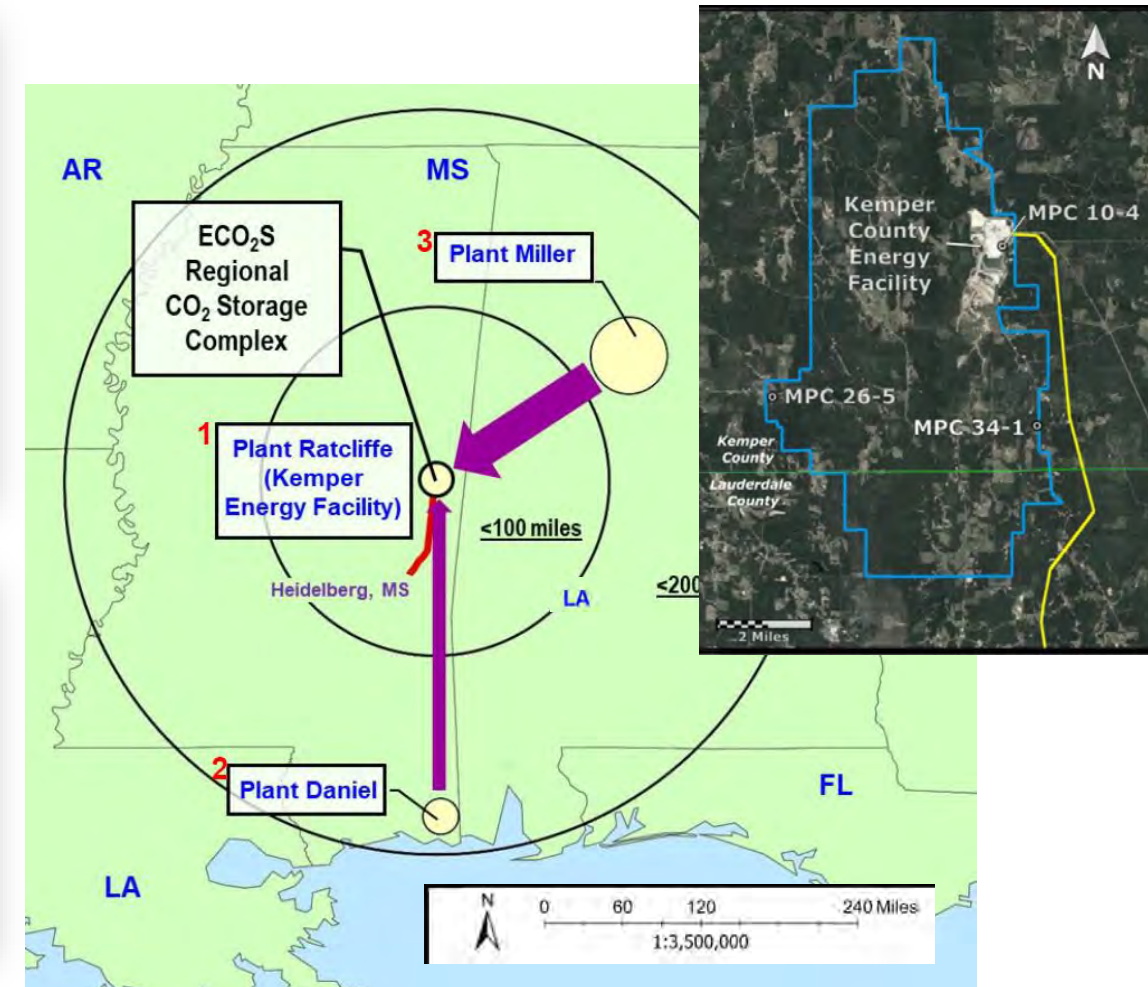 AR
MS
ECO₂S
Regional
CO₂ Storage
Complex
3
Plant Miller
1
Plant Ratcliffe
(Kemper
Energy Facility)
<100 miles
Heidelberg, MS
LA
<200
2
Plant Daniel
FL
LA
N
0 60 120 240 Miles
1:3,500,000
N
Kemper
County
Energy
Facility
MPC 10-4
MPC 26-5
MPC 34-1
Kemper
County
Lauderdale
County
2 Miles